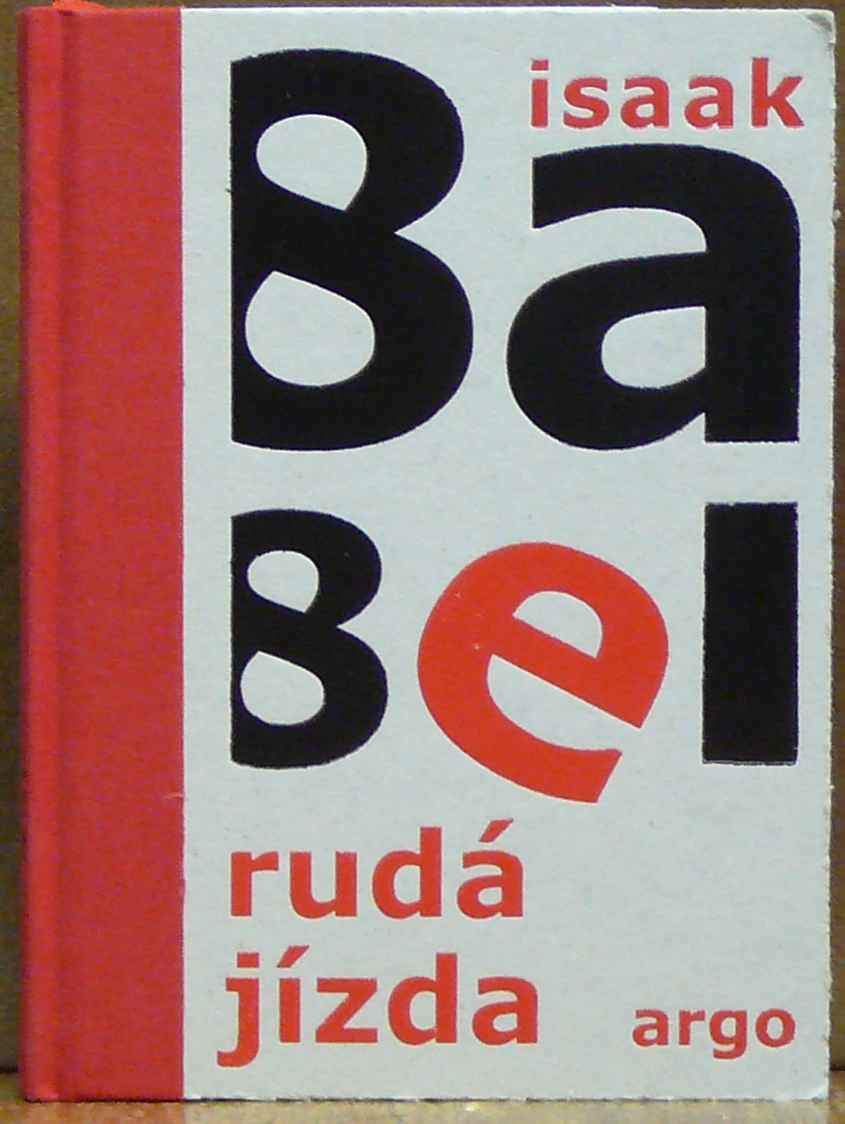 isaak
Ba
Bel
rudá
jízda
argo